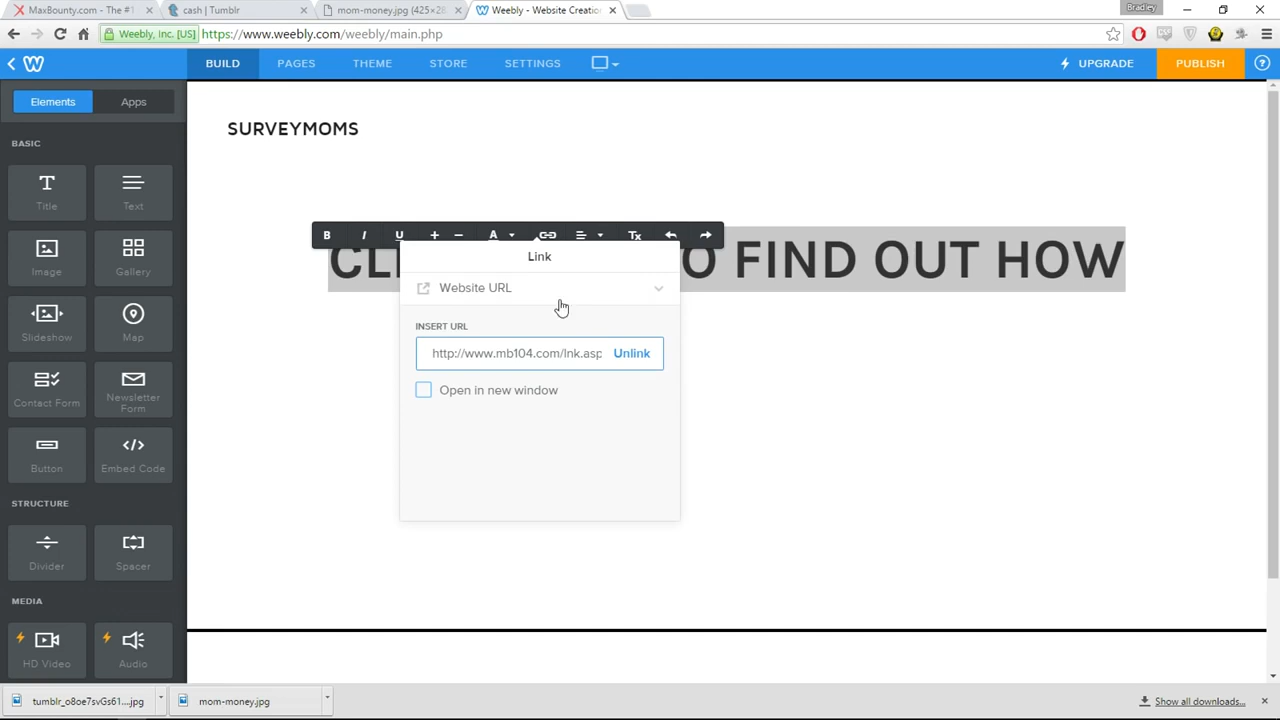 MaxBounty.com - The #1
cash | Tumblr
mom-money.jpg (425×28
Weebly - Website Creation
Bradley
Weebly, Inc. [US]
https://www.weebly.com/weebly/main.php
BUILD
PAGES
THEME
STORE
SETTINGS
UPGRADE
PUBLISH
Elements
Apps
SURVEYMOMS
BASIC
Title
Text
B I U + − A Tx
CL O FIND OUT HOW
Link
Image
Gallery
Website URL
INSERT URL
Slideshow
Map
http://www.mb104.com/lnk.asp
Unlink
Open in new window
Contact Form
Newsletter
Form
Button
Embed Code
STRUCTURE
Divider
Spacer
MEDIA
HD Video
Audio
tumblr_o8oe7svGs61....jpg
mom-money.jpg
Show all downloads...